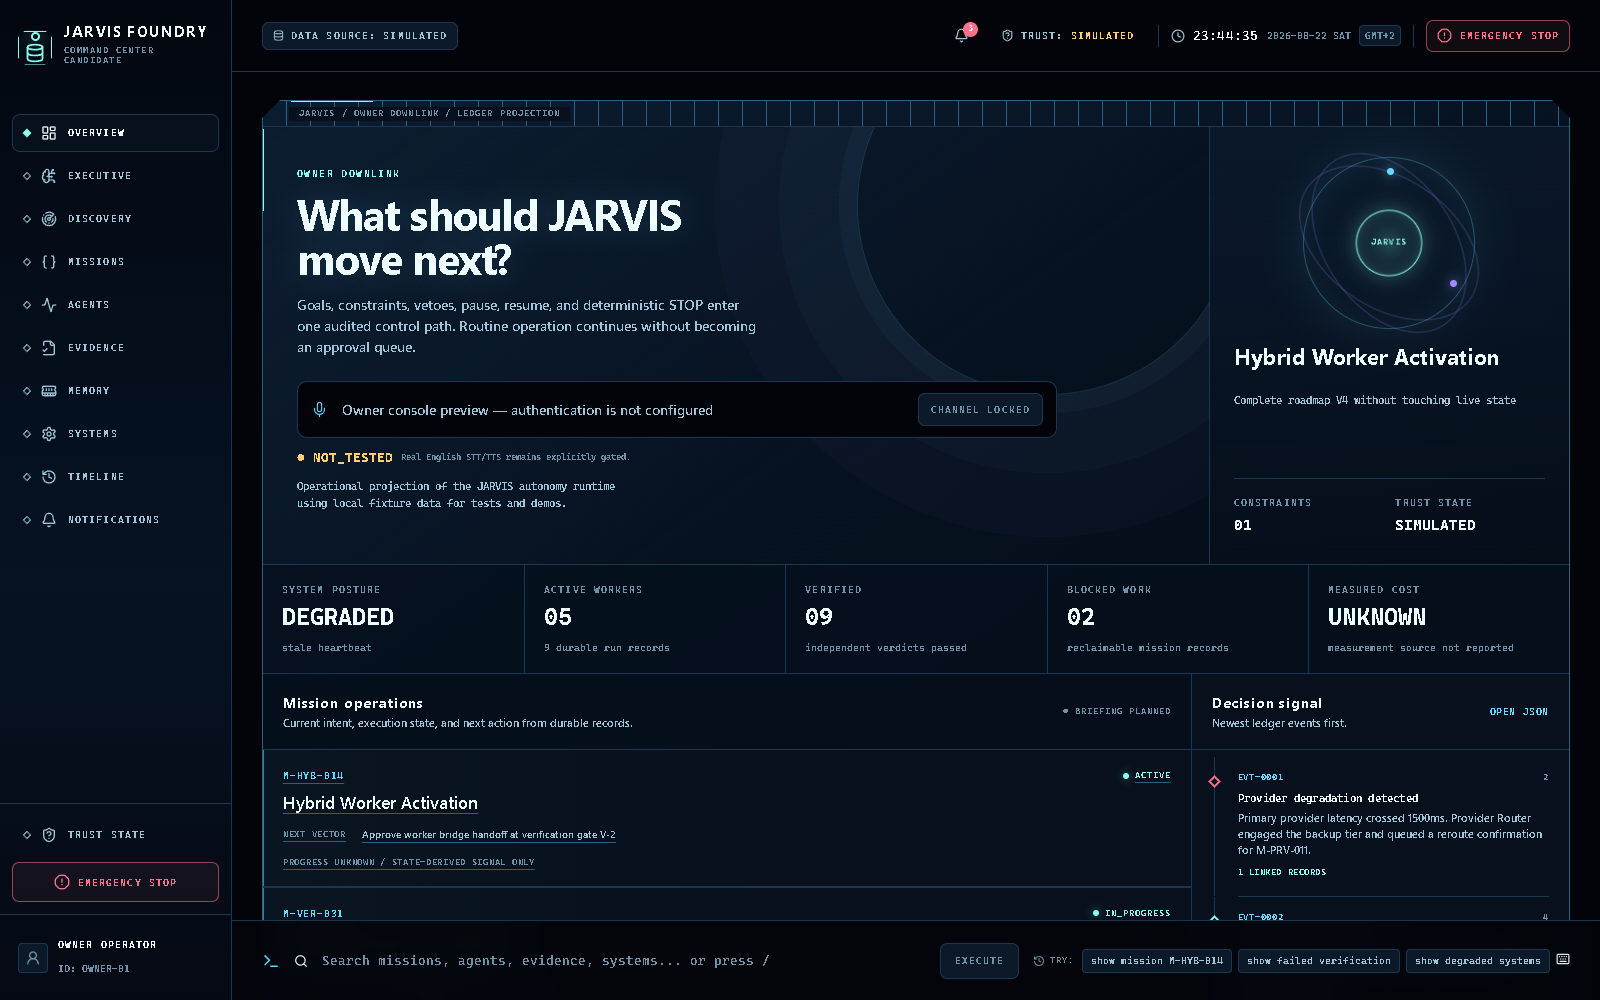 JARVIS FOUNDRY
COMMAND CENTER
CANDIDATE
OVERVIEW
EXECUTIVE
DISCOVERY
MISSIONS
AGENTS
EVIDENCE
MEMORY
SYSTEMS
TIMELINE
NOTIFICATIONS
TRUST STATE
EMERGENCY STOP
OWNER OPERATOR
ID: OWNER-01
DATA SOURCE: SIMULATED
3
TRUST: SIMULATED
23:44:35 2026-08-22 SAT GMT+2
EMERGENCY STOP
JARVIS / OWNER DOWNLINK / LEDGER PROJECTION
OWNER DOWNLINK
What should JARVIS
move next?
Goals, constraints, vetoes, pause, resume, and deterministic STOP enter
one audited control path. Routine operation continues without becoming
an approval queue.
Owner console preview — authentication is not configured
CHANNEL LOCKED
NOT_TESTED Real English STT/TTS remains explicitly gated.
Operational projection of the JARVIS autonomy runtime
using local fixture data for tests and demos.
JARVIS
Hybrid Worker Activation
Complete roadmap V4 without touching live state
CONSTRAINTS
01
TRUST STATE
SIMULATED
SYSTEM POSTURE
DEGRADED
stale heartbeat
ACTIVE WORKERS
05
9 durable run records
VERIFIED
09
independent verdicts passed
BLOCKED WORK
02
reclaimable mission records
MEASURED COST
UNKNOWN
measurement source not reported
Mission operations
Current intent, execution state, and next action from durable records.
BRIEFING PLANNED
M-HYB-014
ACTIVE
Hybrid Worker Activation
NEXT VECTOR Approve worker bridge handoff at verification gate V-2
PROGRESS UNKNOWN / STATE-DERIVED SIGNAL ONLY
M-VER-031
IN_PROGRESS
Decision signal
Newest ledger events first.
OPEN JSON
EVT-0001 2
Provider degradation detected
Primary provider latency crossed 1500ms. Provider Router
engaged the backup tier and queued a reroute confirmation
for M-PRV-011.
1 LINKED RECORDS
EVT-0002 4
Search missions, agents, evidence, systems... or press /
EXECUTE
TRY:
show mission M-HYB-014
show failed verification
show degraded systems